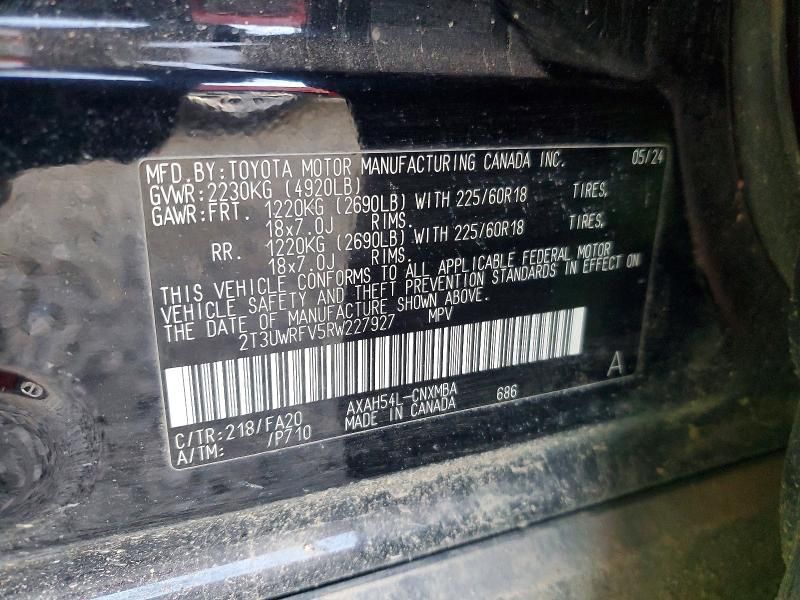 MFD.BY:TOYOTA MOTOR MANUFACTURING CANADA INC. 05/24
GVWR:2230KG (4920LB)
GAWR:FRT. 1220KG (2690LB) WITH 225/60R18 TIRES,
18x7.0J RIMS.
RR. 1220KG (2690LB) WITH 225/60R18 TIRES,
18x7.0J RIMS.
THIS VEHICLE CONFORMS TO ALL APPLICABLE FEDERAL MOTOR
VEHICLE SAFETY AND THEFT PREVENTION STANDARDS IN EFFECT ON
THE DATE OF MANUFACTURE SHOWN ABOVE.
2T3UWRFV5RW227927 MPV
A
C/TR:218/FA20 AXAH54L-CNXMBA 686
A/TM: /P710 MADE IN CANADA